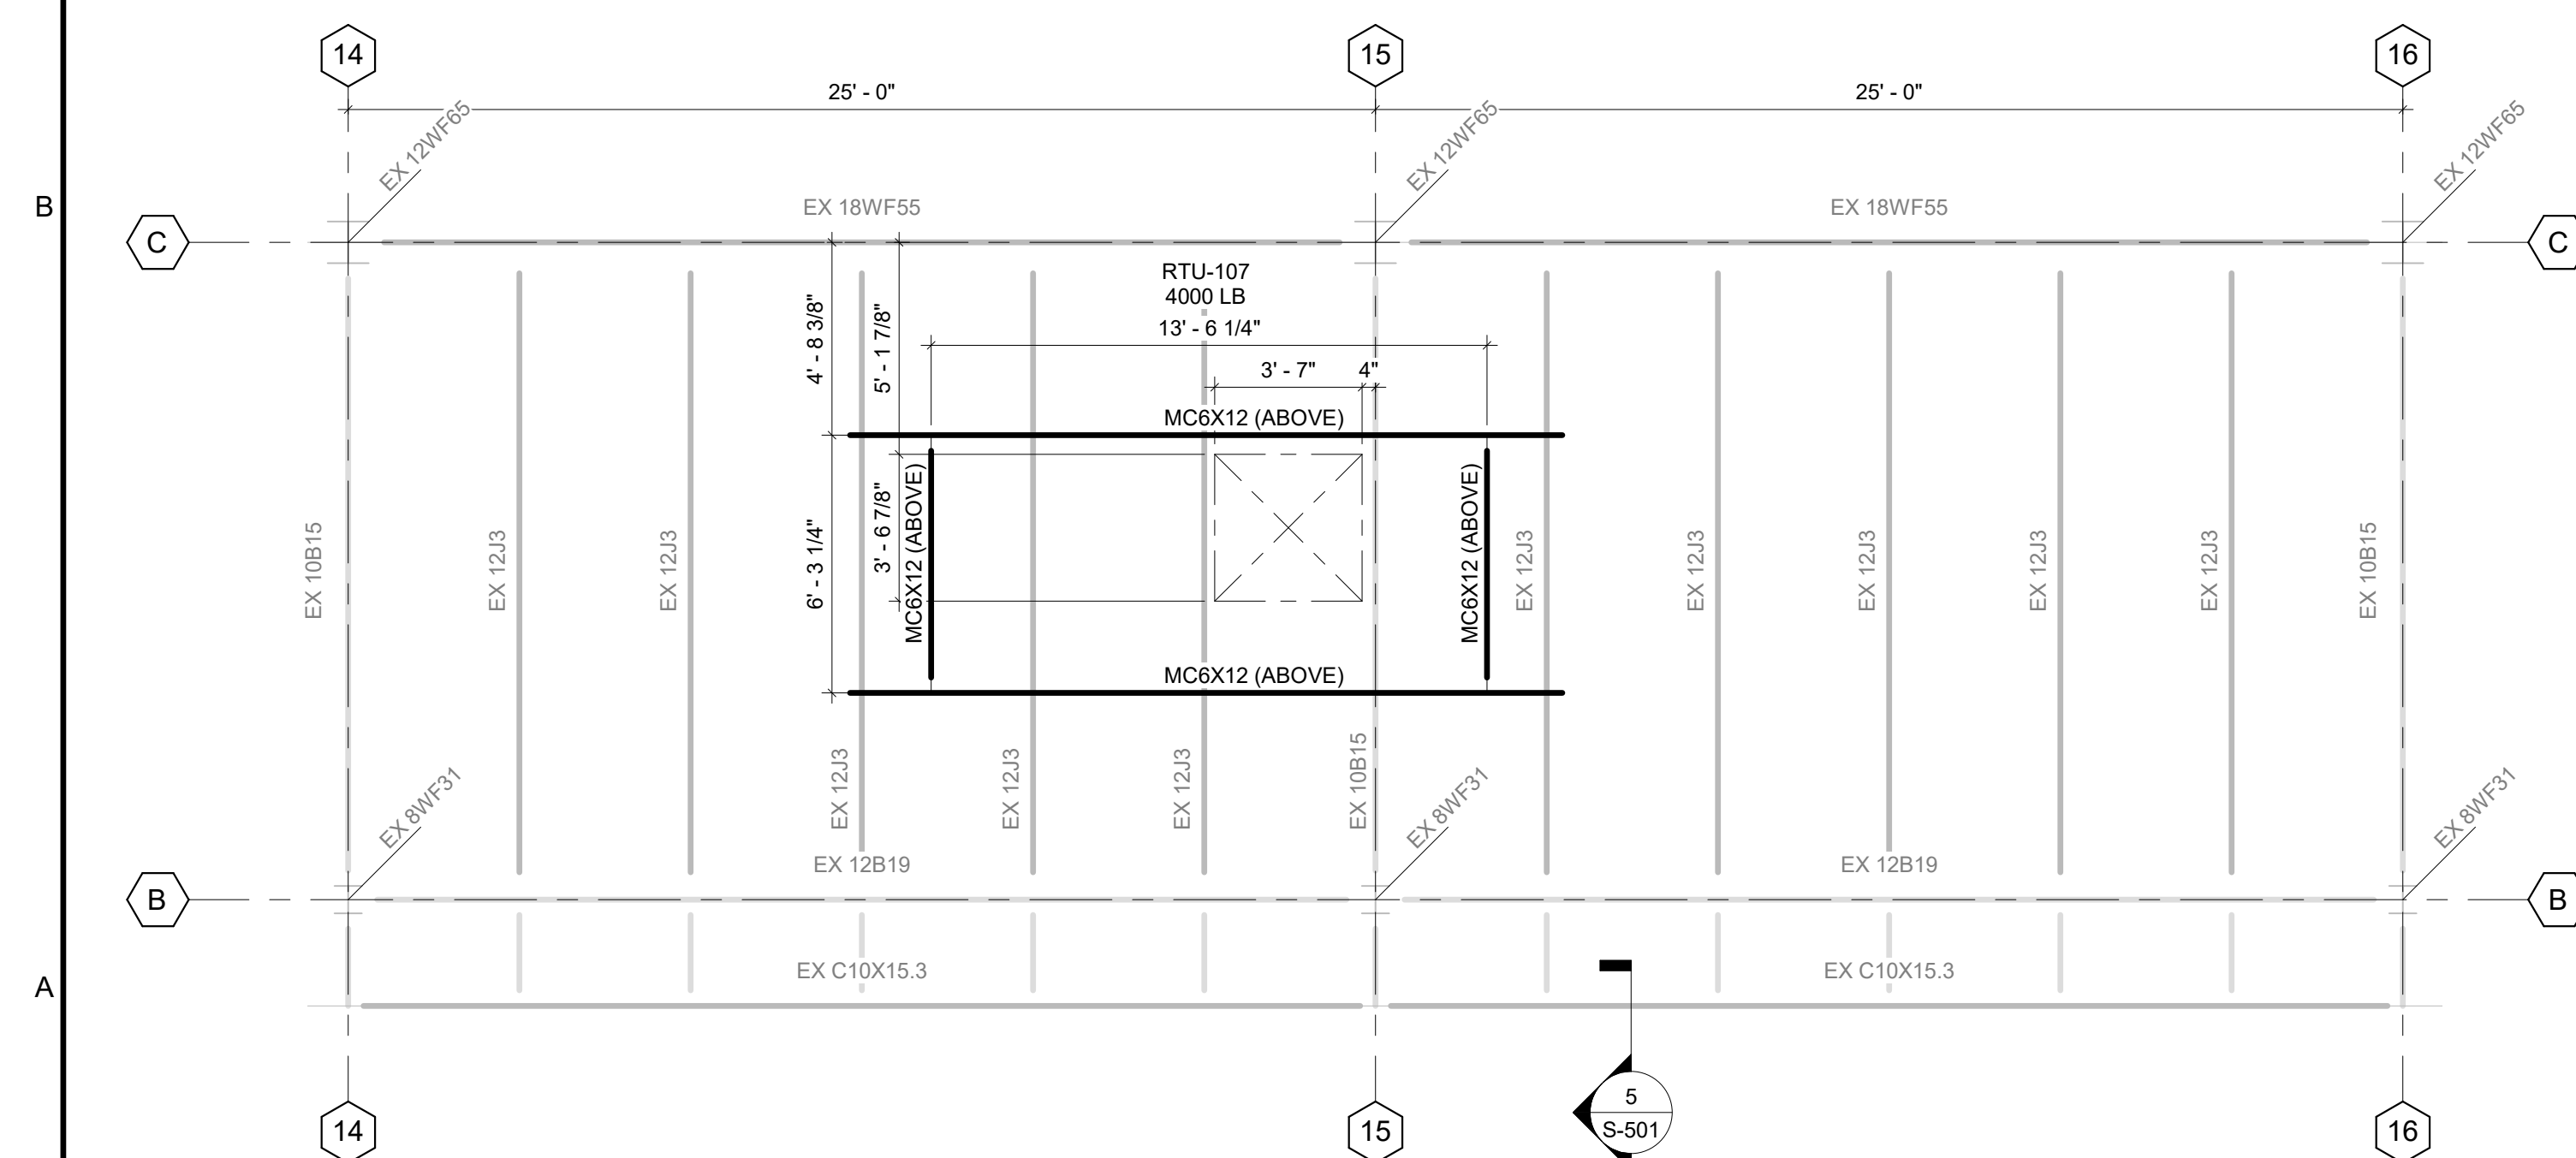 14
15
16
25' - 0"
25' - 0"
EX 12WF65
EX 12WF65
EX 12WF65
B
EX 18WF55
EX 18WF55
C
C
RTU-107
4000 LB
13' - 6 1/4"
4' - 8 3/8"
5' - 1 7/8"
3' - 7"
4"
MC6X12 (ABOVE)
EX 10B15
EX 12J3
EX 12J3
6' - 3 1/4"
3' - 6 7/8"
MC6X12 (ABOVE)
MC6X12 (ABOVE)
EX 12J3
EX 12J3
EX 12J3
EX 12J3
EX 12J3
EX 10B15
MC6X12 (ABOVE)
EX 12J3
EX 12J3
EX 12J3
EX 10B15
EX 8WF31
EX 8WF31
EX 8WF31
EX 12B19
EX 12B19
B
B
A
EX C10X15.3
EX C10X15.3
5
S-501
14
15
16